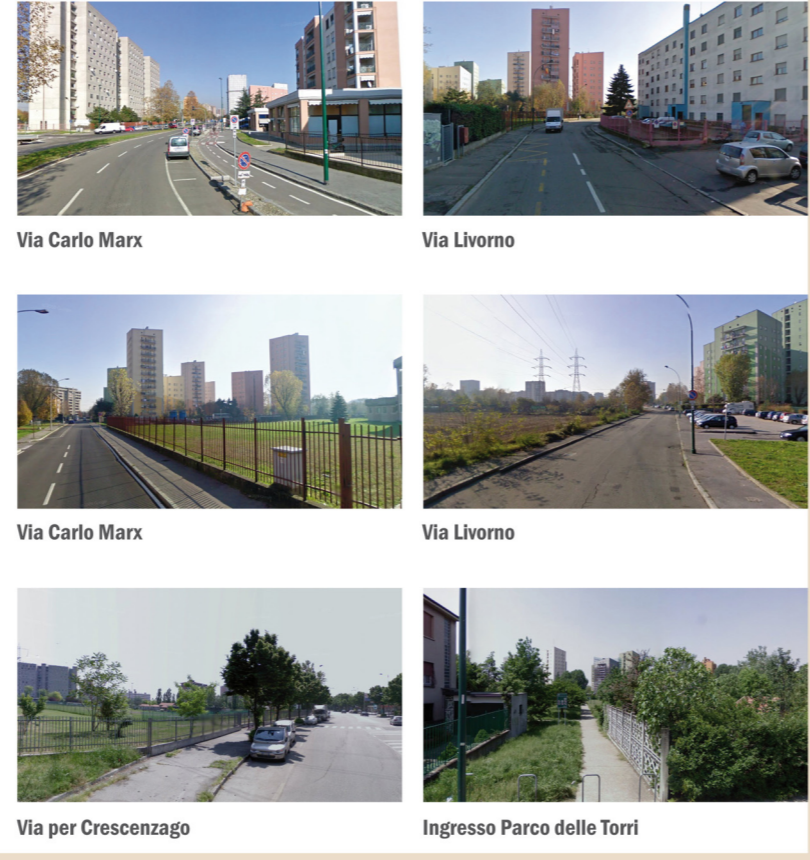 Via Carlo Marx
Via Livorno
Via Carlo Marx
Via Livorno
Via per Crescenzago
Ingresso Parco delle Torri